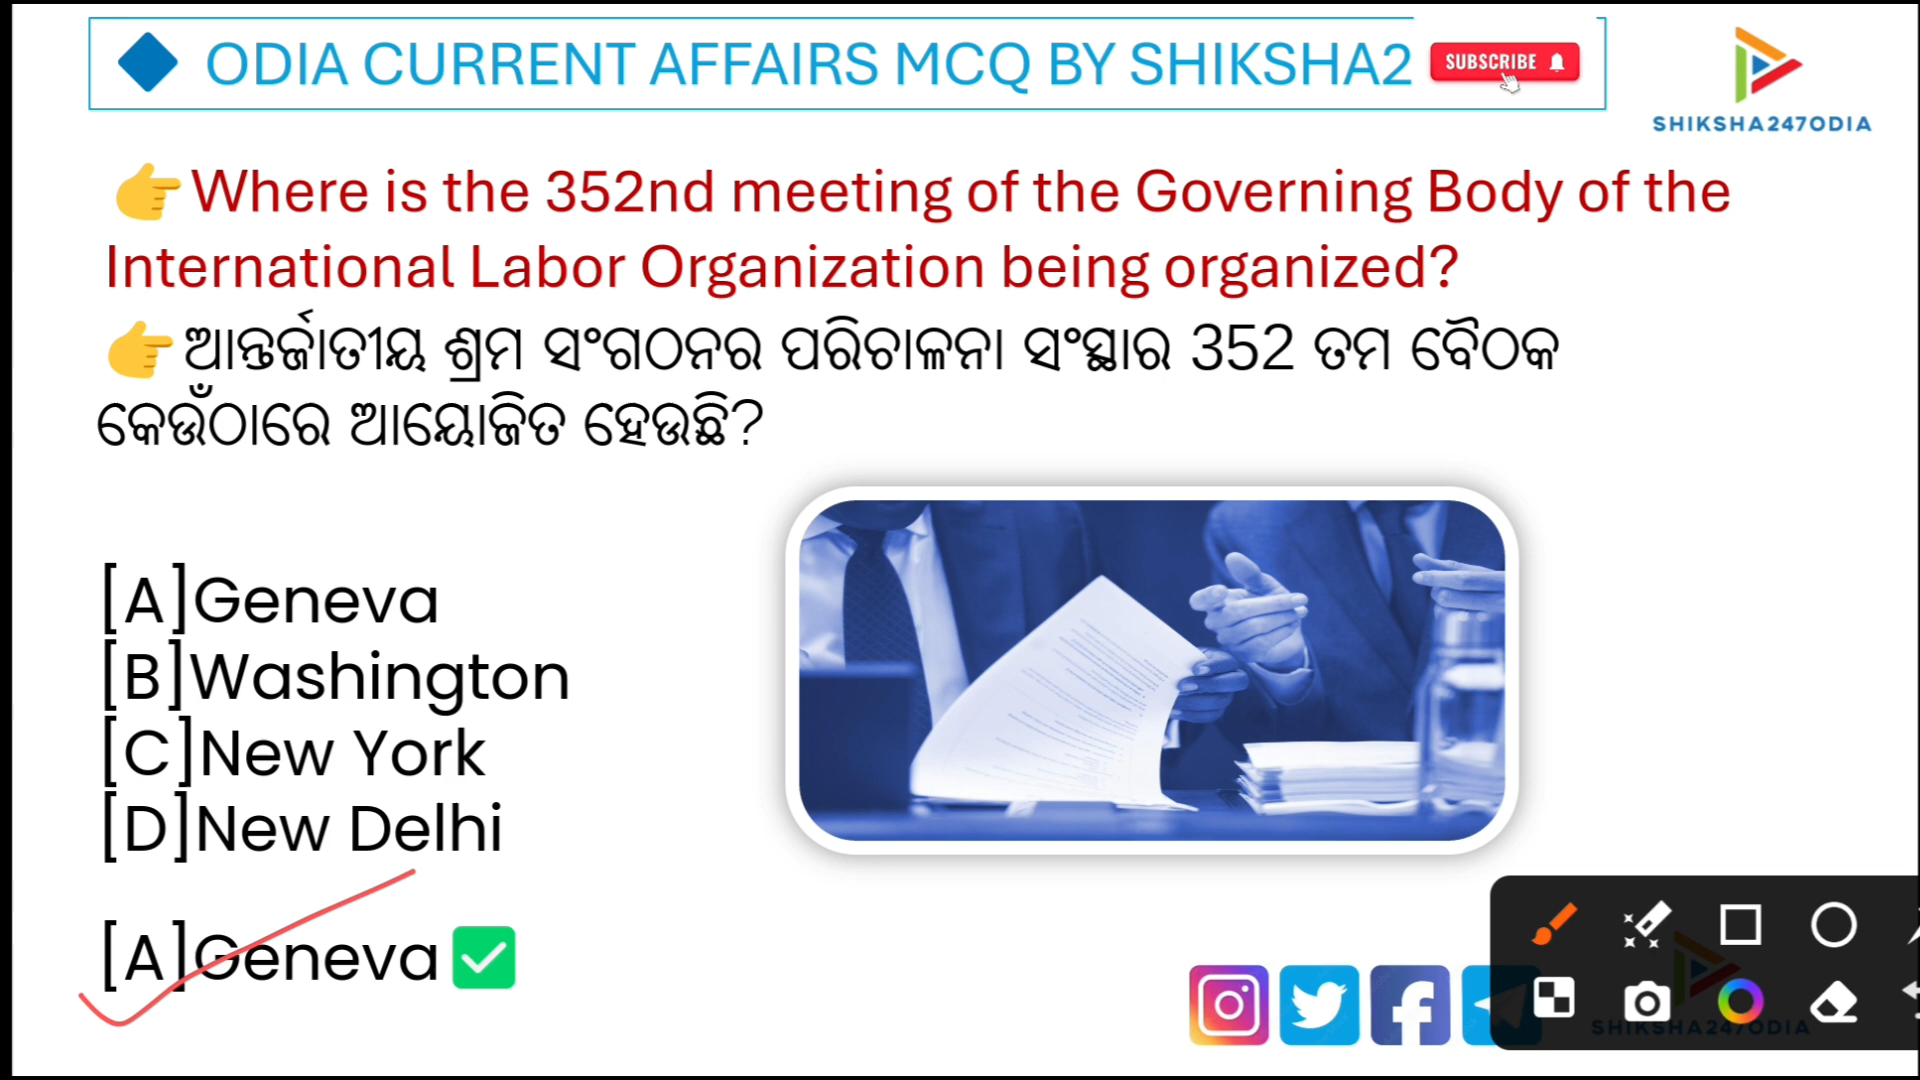 ODIA CURRENT AFFAIRS MCQ BY SHIKSHA2
SUBSCRIBE
SHIKSHA247ODIA
Where is the 352nd meeting of the Governing Body of the
International Labor Organization being organized?
ଆନ୍ତର୍ଜାତୀୟ ଶ୍ରମ ସଂଗଠନର ପରିଚାଳନା ସଂସ୍ଥାର 352 ତମ ବୈଠକ
କେଉଁଠାରେ ଆୟୋଜିତ ହେଉଛି?
[A]Geneva
[B]Washington
[C]New York
[D]New Delhi
[A]Geneva
SHIKSHA247ODIA